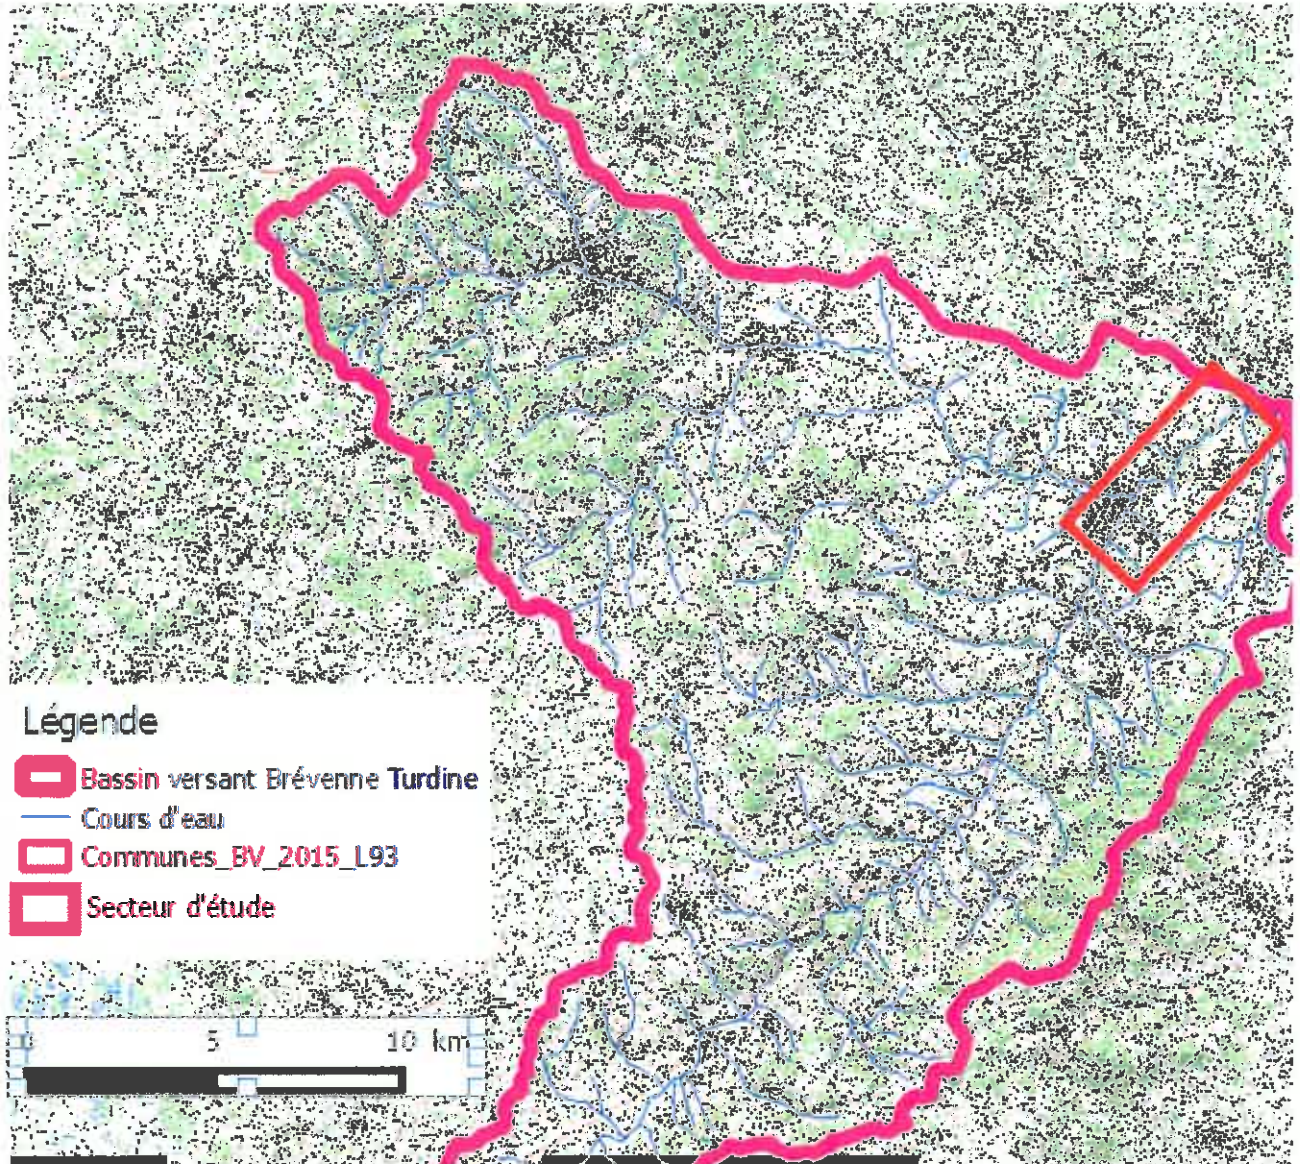 Légende
Bassin versant Brévenne Turdine
Cours d'eau
Communes_BV_2015_L93
Secteur d'étude
0 5 10 km